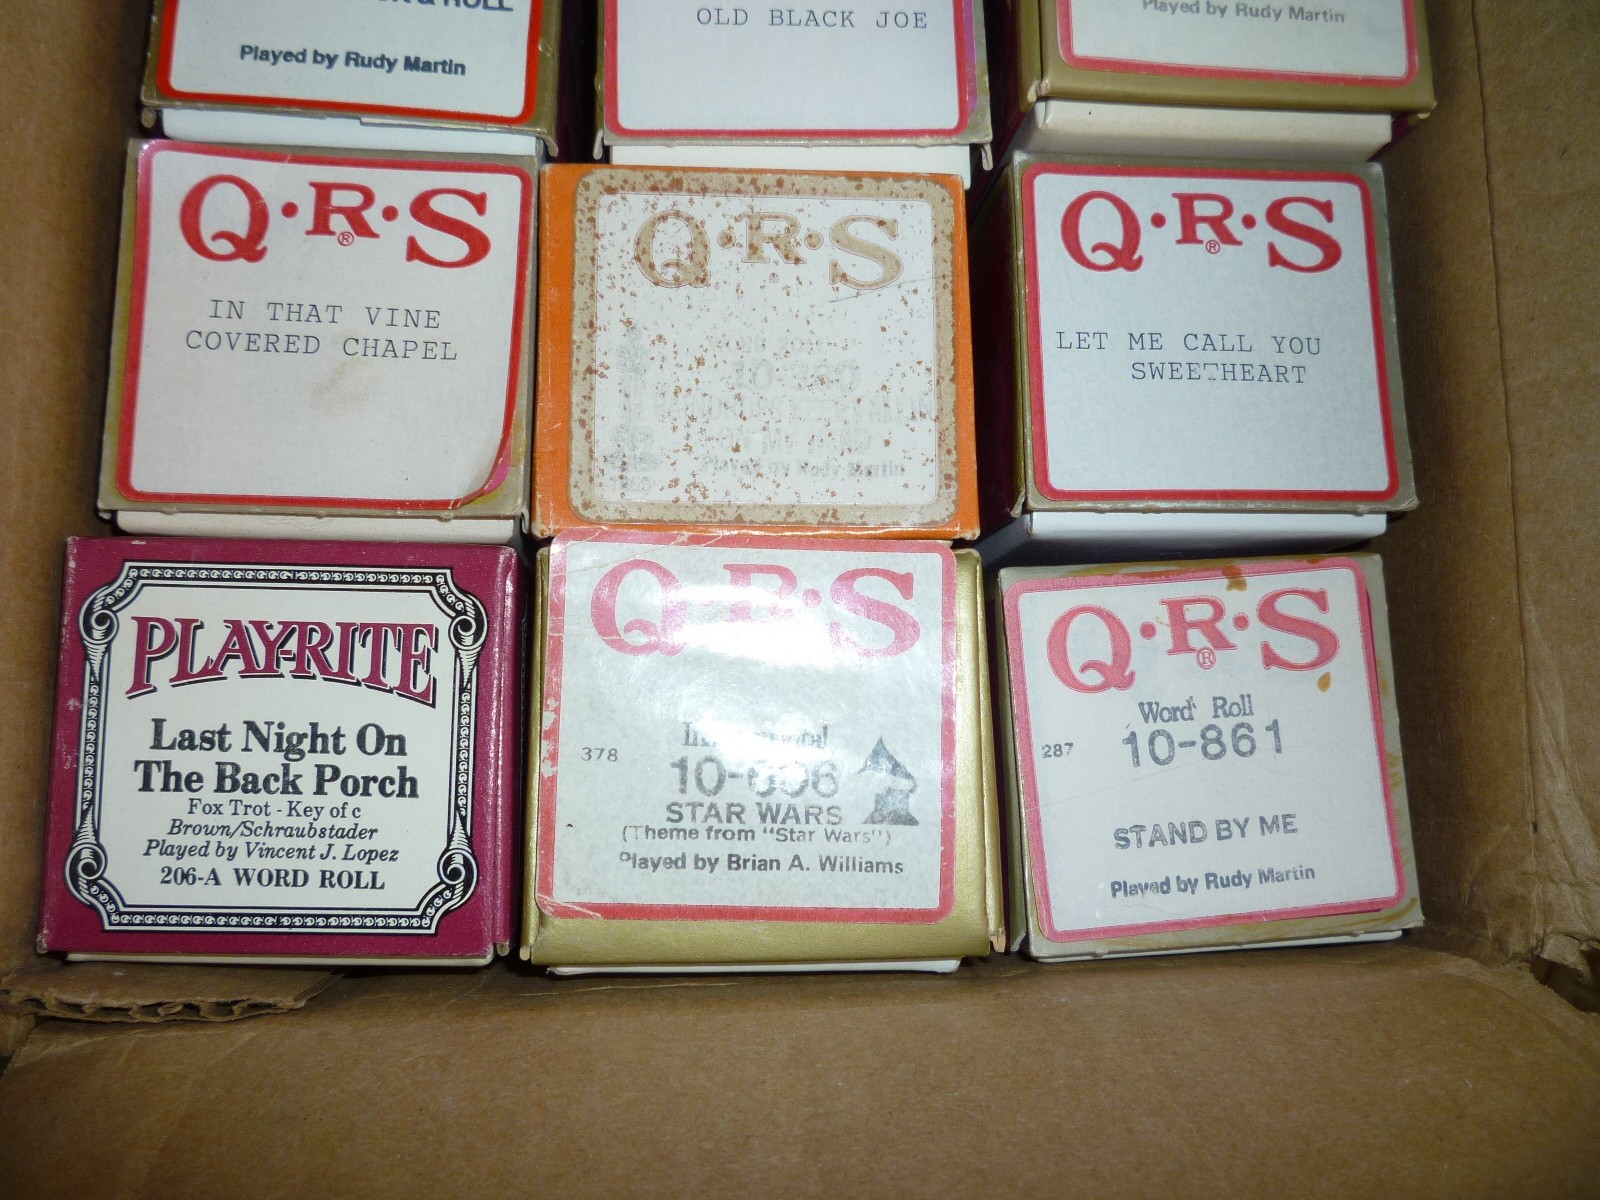 & ROLL
Played by Rudy Martin
OLD BLACK JOE
Played by Rudy Martin
Q·R·S
®
IN THAT VINE
COVERED CHAPEL
Q·R·S
Played by Rudy Martin
Q·R·S
®
LET ME CALL YOU
SWEETHEART
PLAY-RITE
Last Night On
The Back Porch
Fox Trot - Key of c
Brown/Schraubstader
Played by Vincent J. Lopez
206-A WORD ROLL
Q·R·S
378
STAR WARS
(Theme from "Star Wars")
Played by Brian A. Williams
Q·R·S
®
Word Roll
287 10-861
STAND BY ME
Played by Rudy Martin